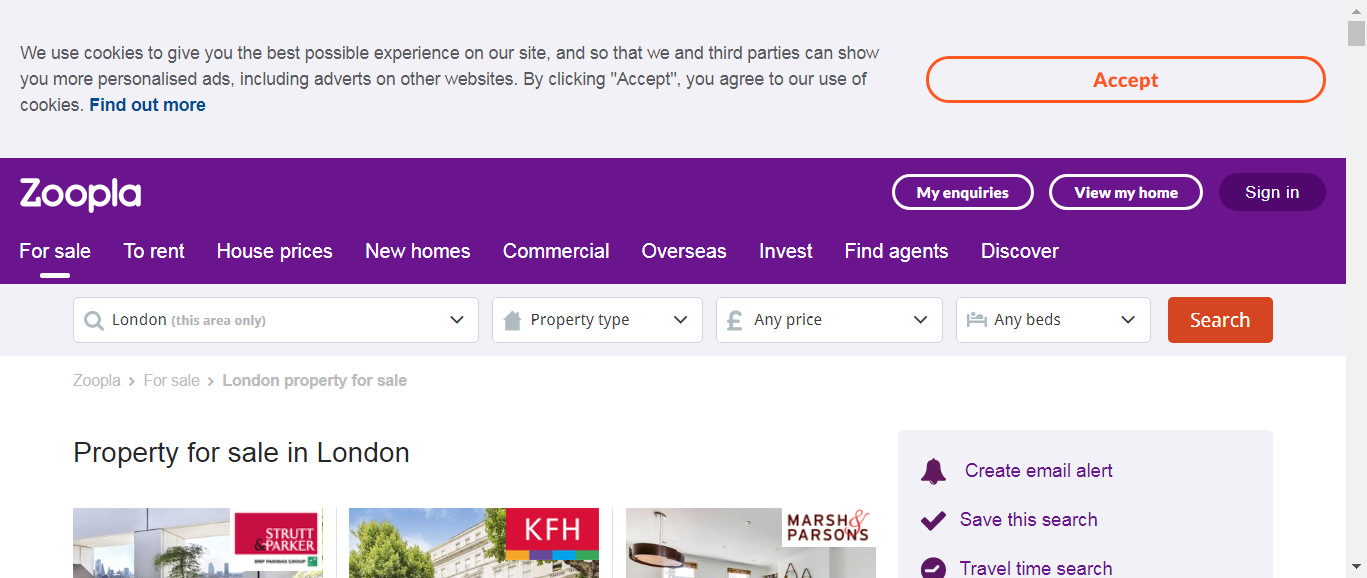 We use cookies to give you the best possible experience on our site, and so that we and third parties can show
you more personalised ads, including adverts on other websites. By clicking "Accept", you agree to our use of
cookies. Find out more
Accept
Zoopla
My enquiries
View my home
Sign in
For sale
To rent
House prices
New homes
Commercial
Overseas
Invest
Find agents
Discover
London (this area only)
Property type
£ Any price
Any beds
Search
Zoopla > For sale > London property for sale
Property for sale in London
STRUTT
&PARKER
BNP PARIBAS GROUP
KFH
MARSH &
PARSONS
Create email alert
Save this search
Travel time search